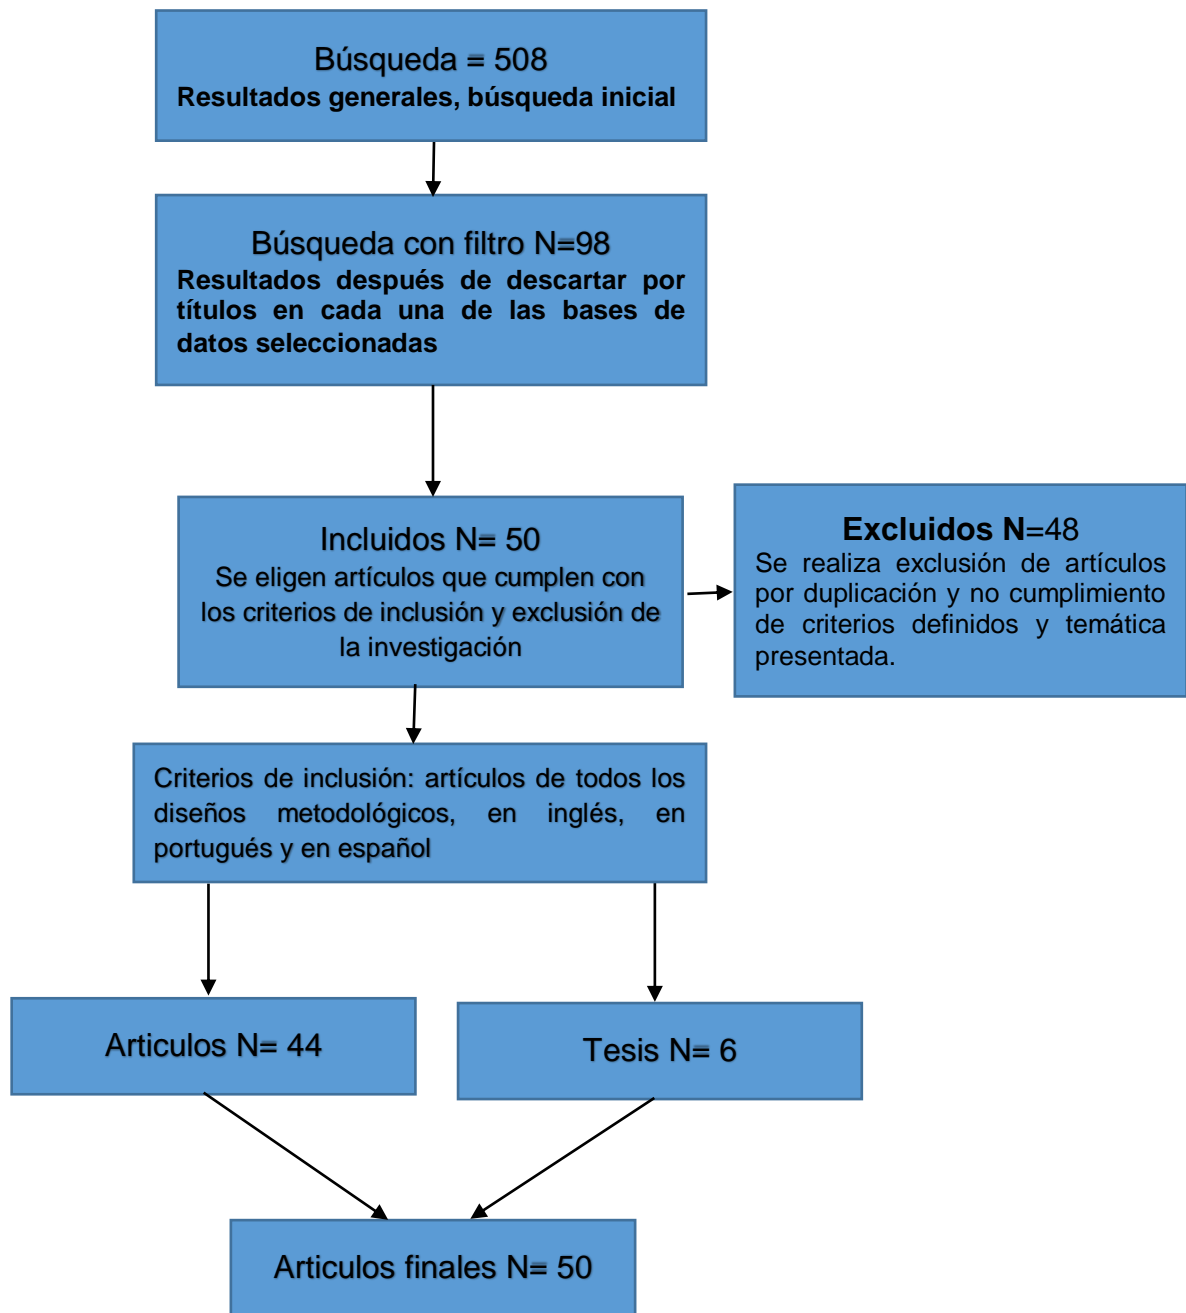 Búsqueda = 508
Resultados generales, búsqueda inicial
Búsqueda con filtro N=98
Resultados después de descartar por
títulos en cada una de las bases de
datos seleccionadas
Incluidos N= 50
Se eligen artículos que cumplen con
los criterios de inclusión y exclusión de
la investigación
Excluidos N=48
Se realiza exclusión de artículos
por duplicación y no cumplimiento
de criterios definidos y temática
presentada.
Criterios de inclusión: artículos de todos los
diseños metodológicos, en inglés, en
portugués y en español
Articulos N= 44
Tesis N= 6
Articulos finales N= 50